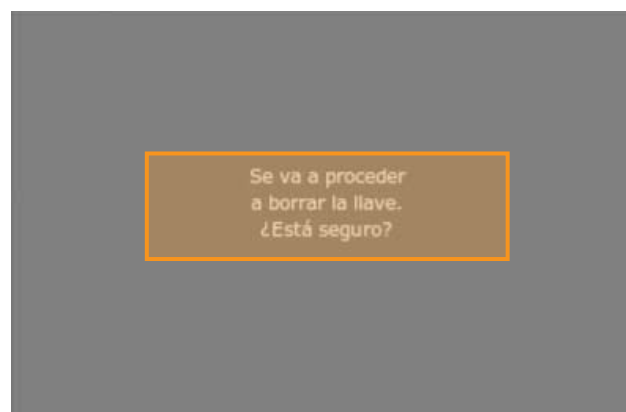 Se va a proceder
a borrar la llave.
¿Está seguro?